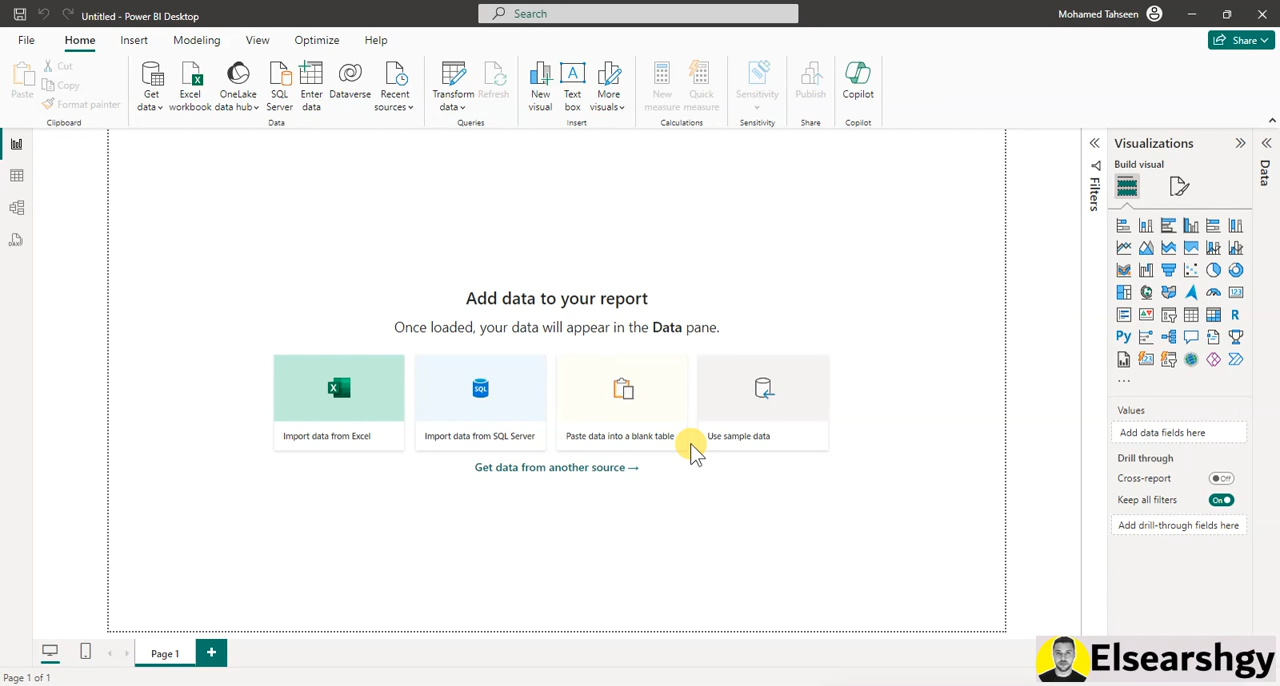 Untitled - Power BI Desktop
Search
Mohamed Tahseen
File Home Insert Modeling View Optimize Help
Share
Paste
Cut
Copy
Format painter
Clipboard
Get data
Excel workbook
OneLake data hub
SQL Server
Enter data
Dataverse
Recent sources
Data
Transform data
Refresh
Queries
New visual
Text box
More visuals
Insert
New measure
Quick measure
Calculations
Sensitivity
Sensitivity
Publish
Share
Copilot
Copilot
Add data to your report
Once loaded, your data will appear in the Data pane.
Import data from Excel
Import data from SQL Server
Paste data into a blank table
Use sample data
Get data from another source →
Filters
Visualizations
Build visual
Data
Values
Add data fields here
Drill through
Cross-report
Off
Keep all filters
On
Add drill-through fields here
Page 1
Page 1 of 1
Elsearshgy